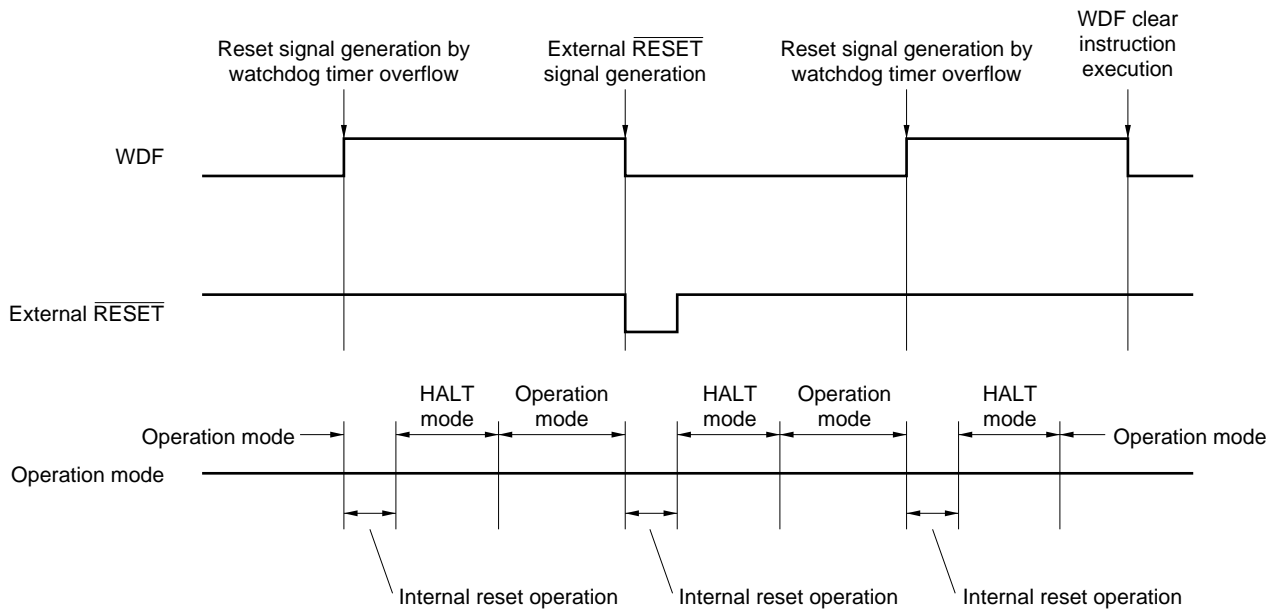 Reset signal generation by
watchdog timer overflow
External RESET
signal generation
Reset signal generation by
watchdog timer overflow
WDF clear
instruction
execution
WDF
External RESET
HALT
mode
Operation
mode
HALT
mode
Operation
mode
HALT
mode
Operation mode
Operation mode
Operation mode
Internal reset operation
Internal reset operation
Internal reset operation